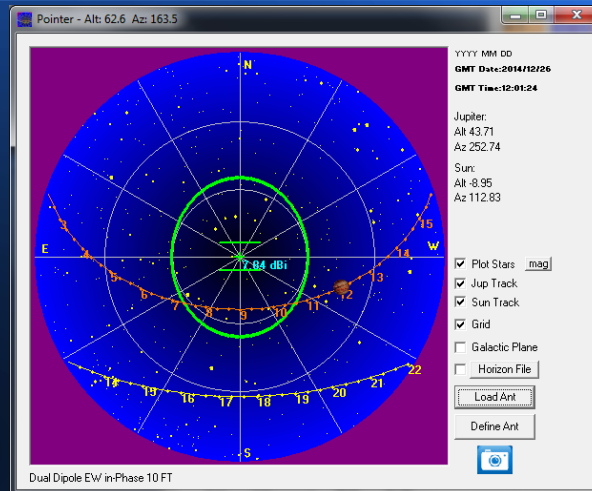 Pointer - Alt: 62.6 Az: 163.5
YYYY MM DD
GMT Date:2014/12/26
GMT Time:12:01:24
Jupiter:
Alt 43.71
Az 252.74
Sun:
Alt -8.95
Az 112.83
N
E
W
S
3
4
5
6
7
8
9
10
11
12
13
14
15
7.84 dBi
14
15
16
17
18
19
20
21
22
Plot Stars
mag
Jup Track
Sun Track
Grid
Galactic Plane
Horizon File
Load Ant
Define Ant
Dual Dipole EW in-Phase 10 FT